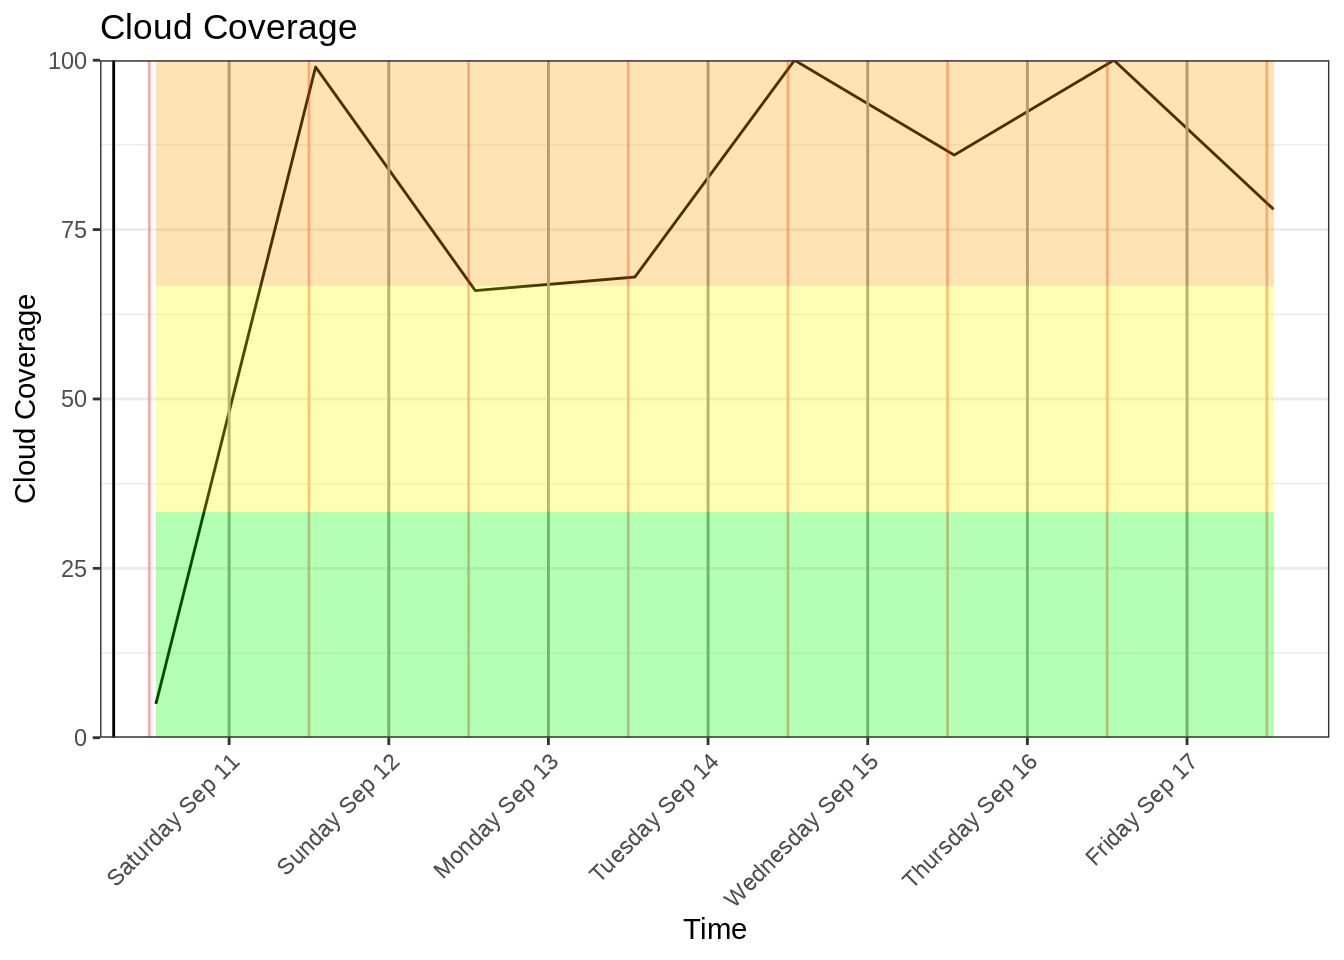 Cloud Coverage
100
75
50
25
0
Cloud Coverage
Saturday Sep 11
Sunday Sep 12
Monday Sep 13
Tuesday Sep 14
Wednesday Sep 15
Thursday Sep 16
Friday Sep 17
Time